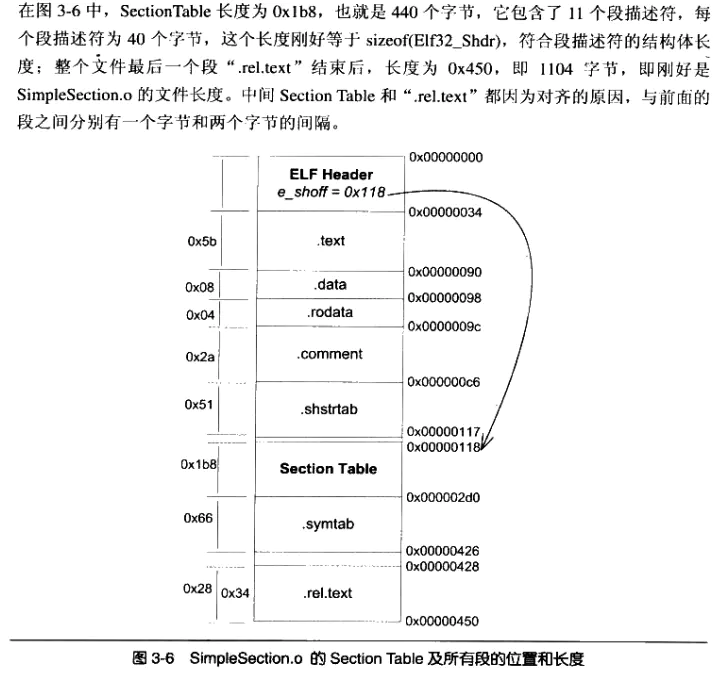 在图 3-6 中，SectionTable 长度为 0x1b8，也就是 440 个字节，它包含了 11 个段描述符，每
个段描述符为 40 个字节，这个长度刚好等于 sizeof(Elf32_Shdr)，符合段描述符的结构体长
度；整个文件最后一个段“.rel.text”结束后，长度为 0x450，即 1104 字节，即刚好是
SimpleSection.o 的文件长度。中间 Section Table 和“.rel.text”都因为对齐的原因，与前面的
段之间分别有一个字节和两个字节的间隔。
0x00000000
ELF Header
e_shoff = 0x118
0x00000034
0x5b
.text
0x00000090
0x08
.data
0x00000098
0x04
.rodata
0x0000009c
0x2a
.comment
0x000000c6
0x51
.shstrtab
0x00000117
0x00000118
0x1b8
Section Table
0x000002d0
0x66
.symtab
0x00000426
0x00000428
0x28
0x34
.rel.text
0x00000450
图 3-6 SimpleSection.o 的 Section Table 及所有段的位置和长度